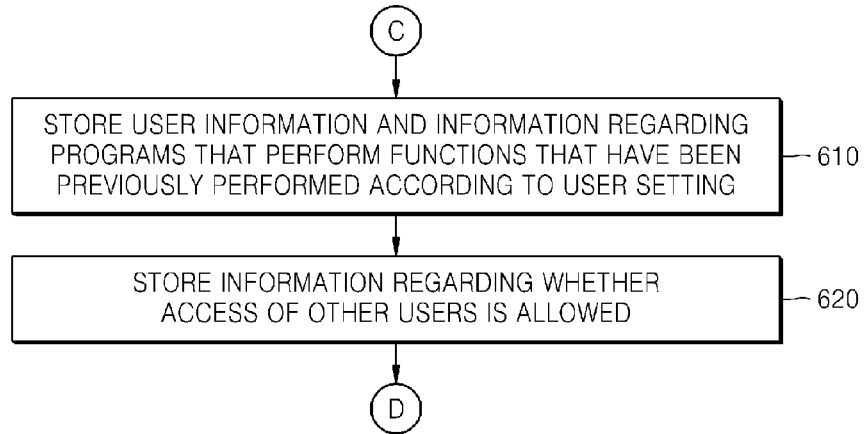 C
STORE USER INFORMATION AND INFORMATION REGARDING
PROGRAMS THAT PERFORM FUNCTIONS THAT HAVE BEEN
PREVIOUSLY PERFORMED ACCORDING TO USER SETTING
610
STORE INFORMATION REGARDING WHETHER
ACCESS OF OTHER USERS IS ALLOWED
620
D